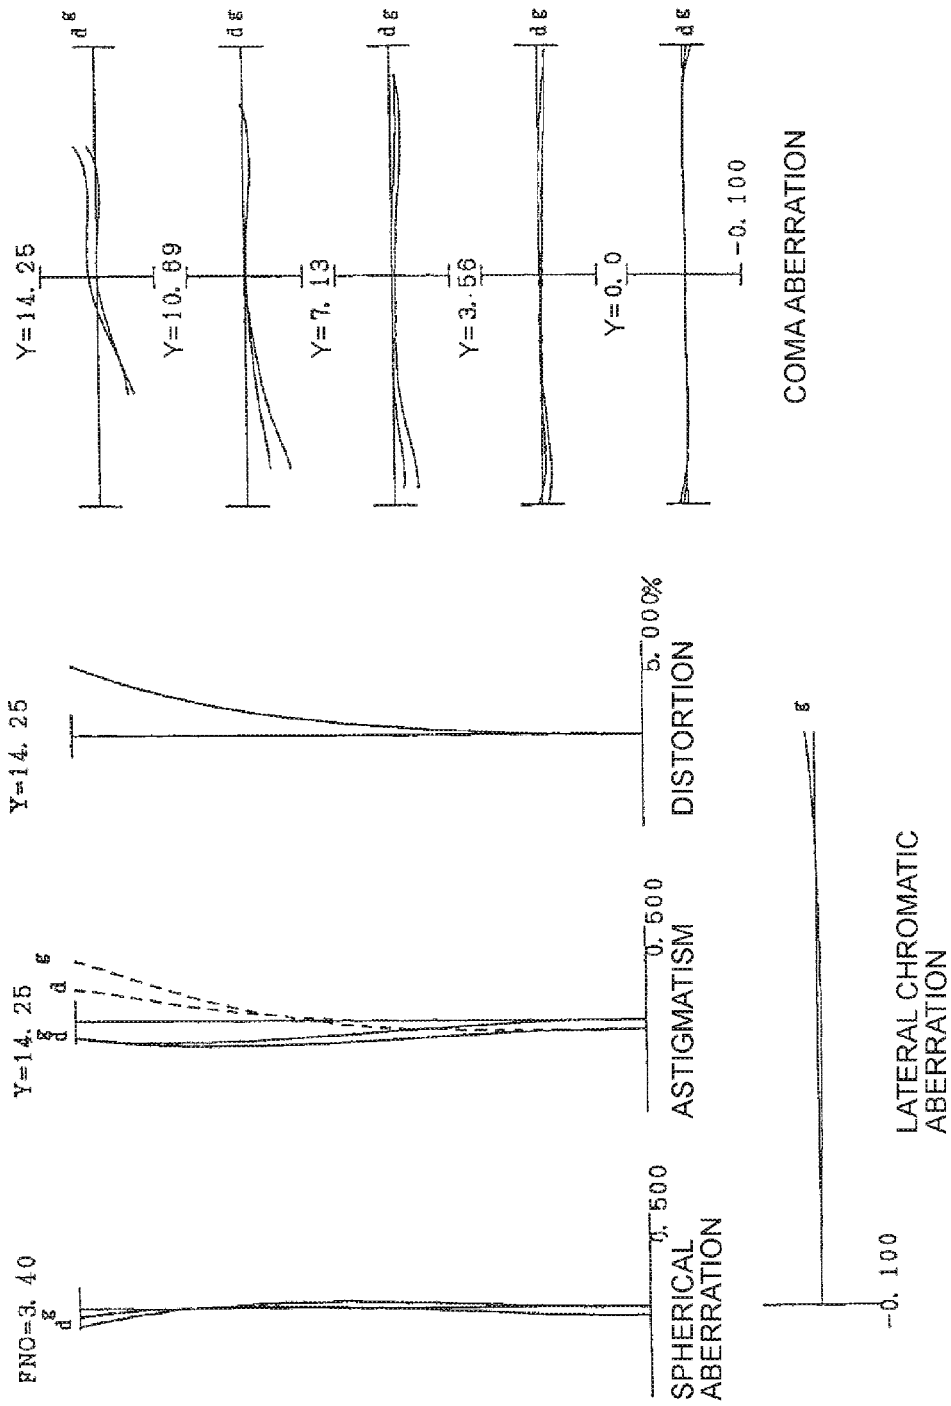 FNO=3. 40
g
d
0. 500
SPHERICAL
ABERRATION
Y=14. 25
g
d
d
g
0. 500
ASTIGMATISM
Y=14. 25
5. 000%
DISTORTION
Y=14. 25
d g
Y=10. 69
d g
Y=7. 13
d g
Y=3. 56
d g
Y=0. 0
d g
-0. 100
COMA ABERRATION
g
-0. 100
LATERAL CHROMATIC
ABERRATION